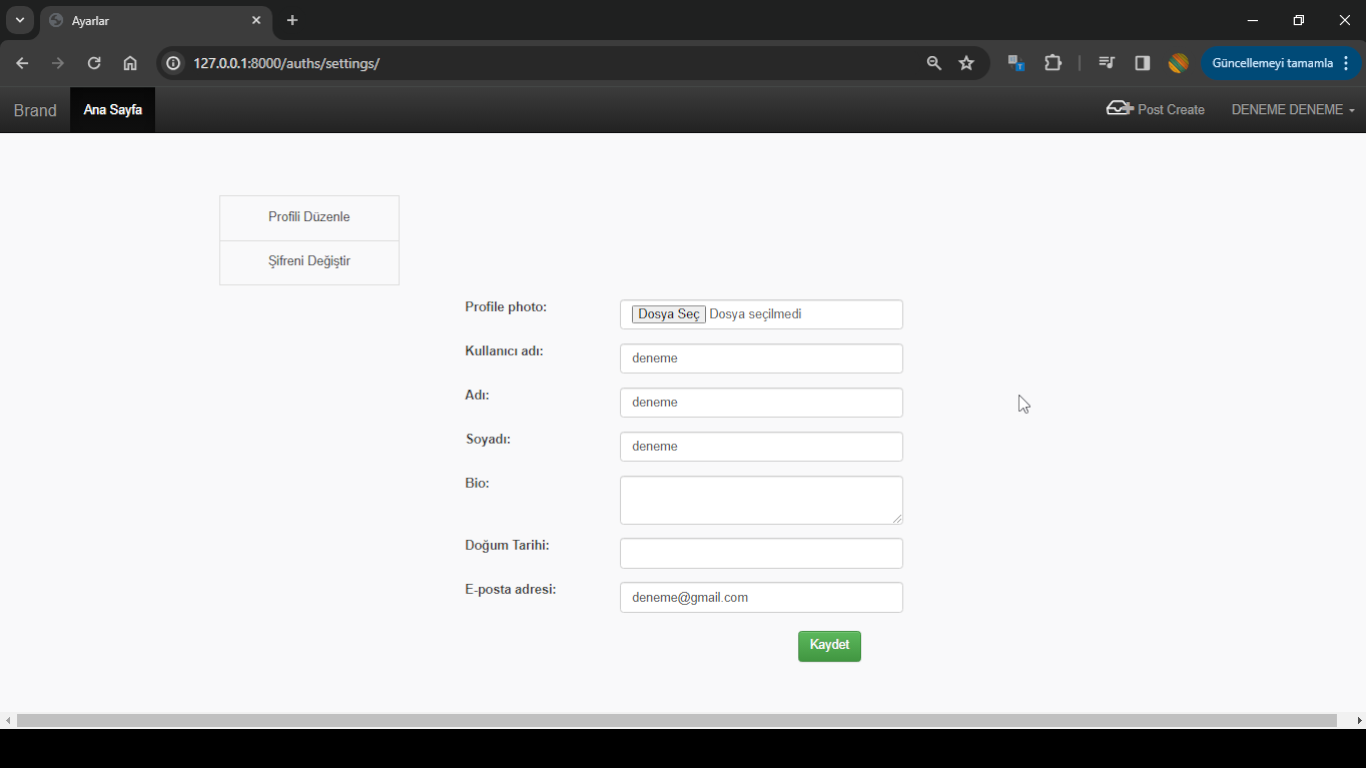 Ayarlar
127.0.0.1:8000/auths/settings/
Güncellemeyi tamamla
Brand Ana Sayfa Post Create DENEME DENEME
Profili Düzenle
Şifreni Değiştir
Profile photo: Dosya Seç Dosya seçilmedi
Kullanıcı adı: deneme
Adı: deneme
Soyadı: deneme
Bio:
Doğum Tarihi:
E-posta adresi: deneme@gmail.com
Kaydet